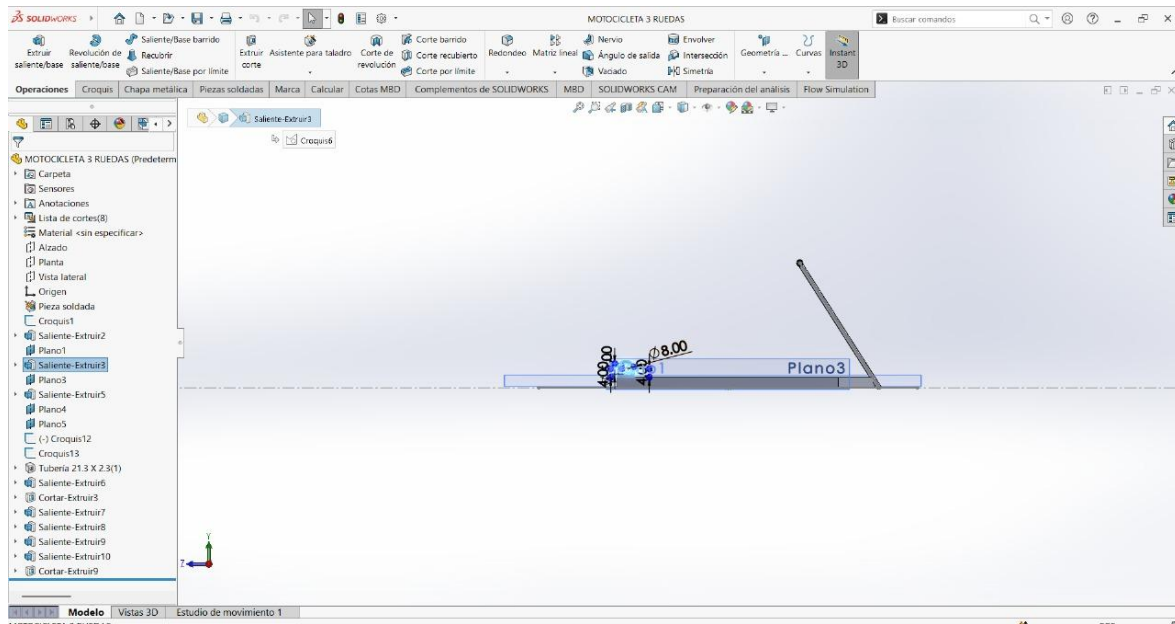 SOLIDWORKS
MOTOCICLETA 3 RUEDAS
Buscar comandos
Extruir saliente/base
Revolución de saliente/base
Saliente/Base barrido
Recubrir
Saliente/Base por límite
Extruir corte
Asistente para taladro
Corte de revolución
Corte barrido
Corte recubierto
Corte por límite
Redondeo
Matriz lineal
Nervio
Ángulo de salida
Vaciado
Envolver
Intersección
Simetría
Geometría ...
Curvas
Instant 3D
Operaciones
Croquis
Chapa metálica
Piezas soldadas
Marca
Calcular
Cotas MBD
Complementos de SOLIDWORKS
MBD
SOLIDWORKS CAM
Preparación del análisis
Flow Simulation
Saliente-Extruir3
Croquis6
MOTOCICLETA 3 RUEDAS (Predeterm
Carpeta
Sensores
Anotaciones
Lista de cortes(8)
Material <sin especificar>
Alzado
Planta
Vista lateral
Origen
Pieza soldada
Croquis1
Saliente-Extruir2
Plano1
Saliente-Extruir3
Plano3
Saliente-Extruir5
Plano4
Plano5
(-) Croquis12
Croquis13
Tubería 21.3 X 2.3(1)
Saliente-Extruir6
Cortar-Extruir3
Saliente-Extruir7
Saliente-Extruir8
Saliente-Extruir9
Saliente-Extruir10
Cortar-Extruir9
Ø8.00
Plano3
Y
Z
Modelo
Vistas 3D
Estudio de movimiento 1